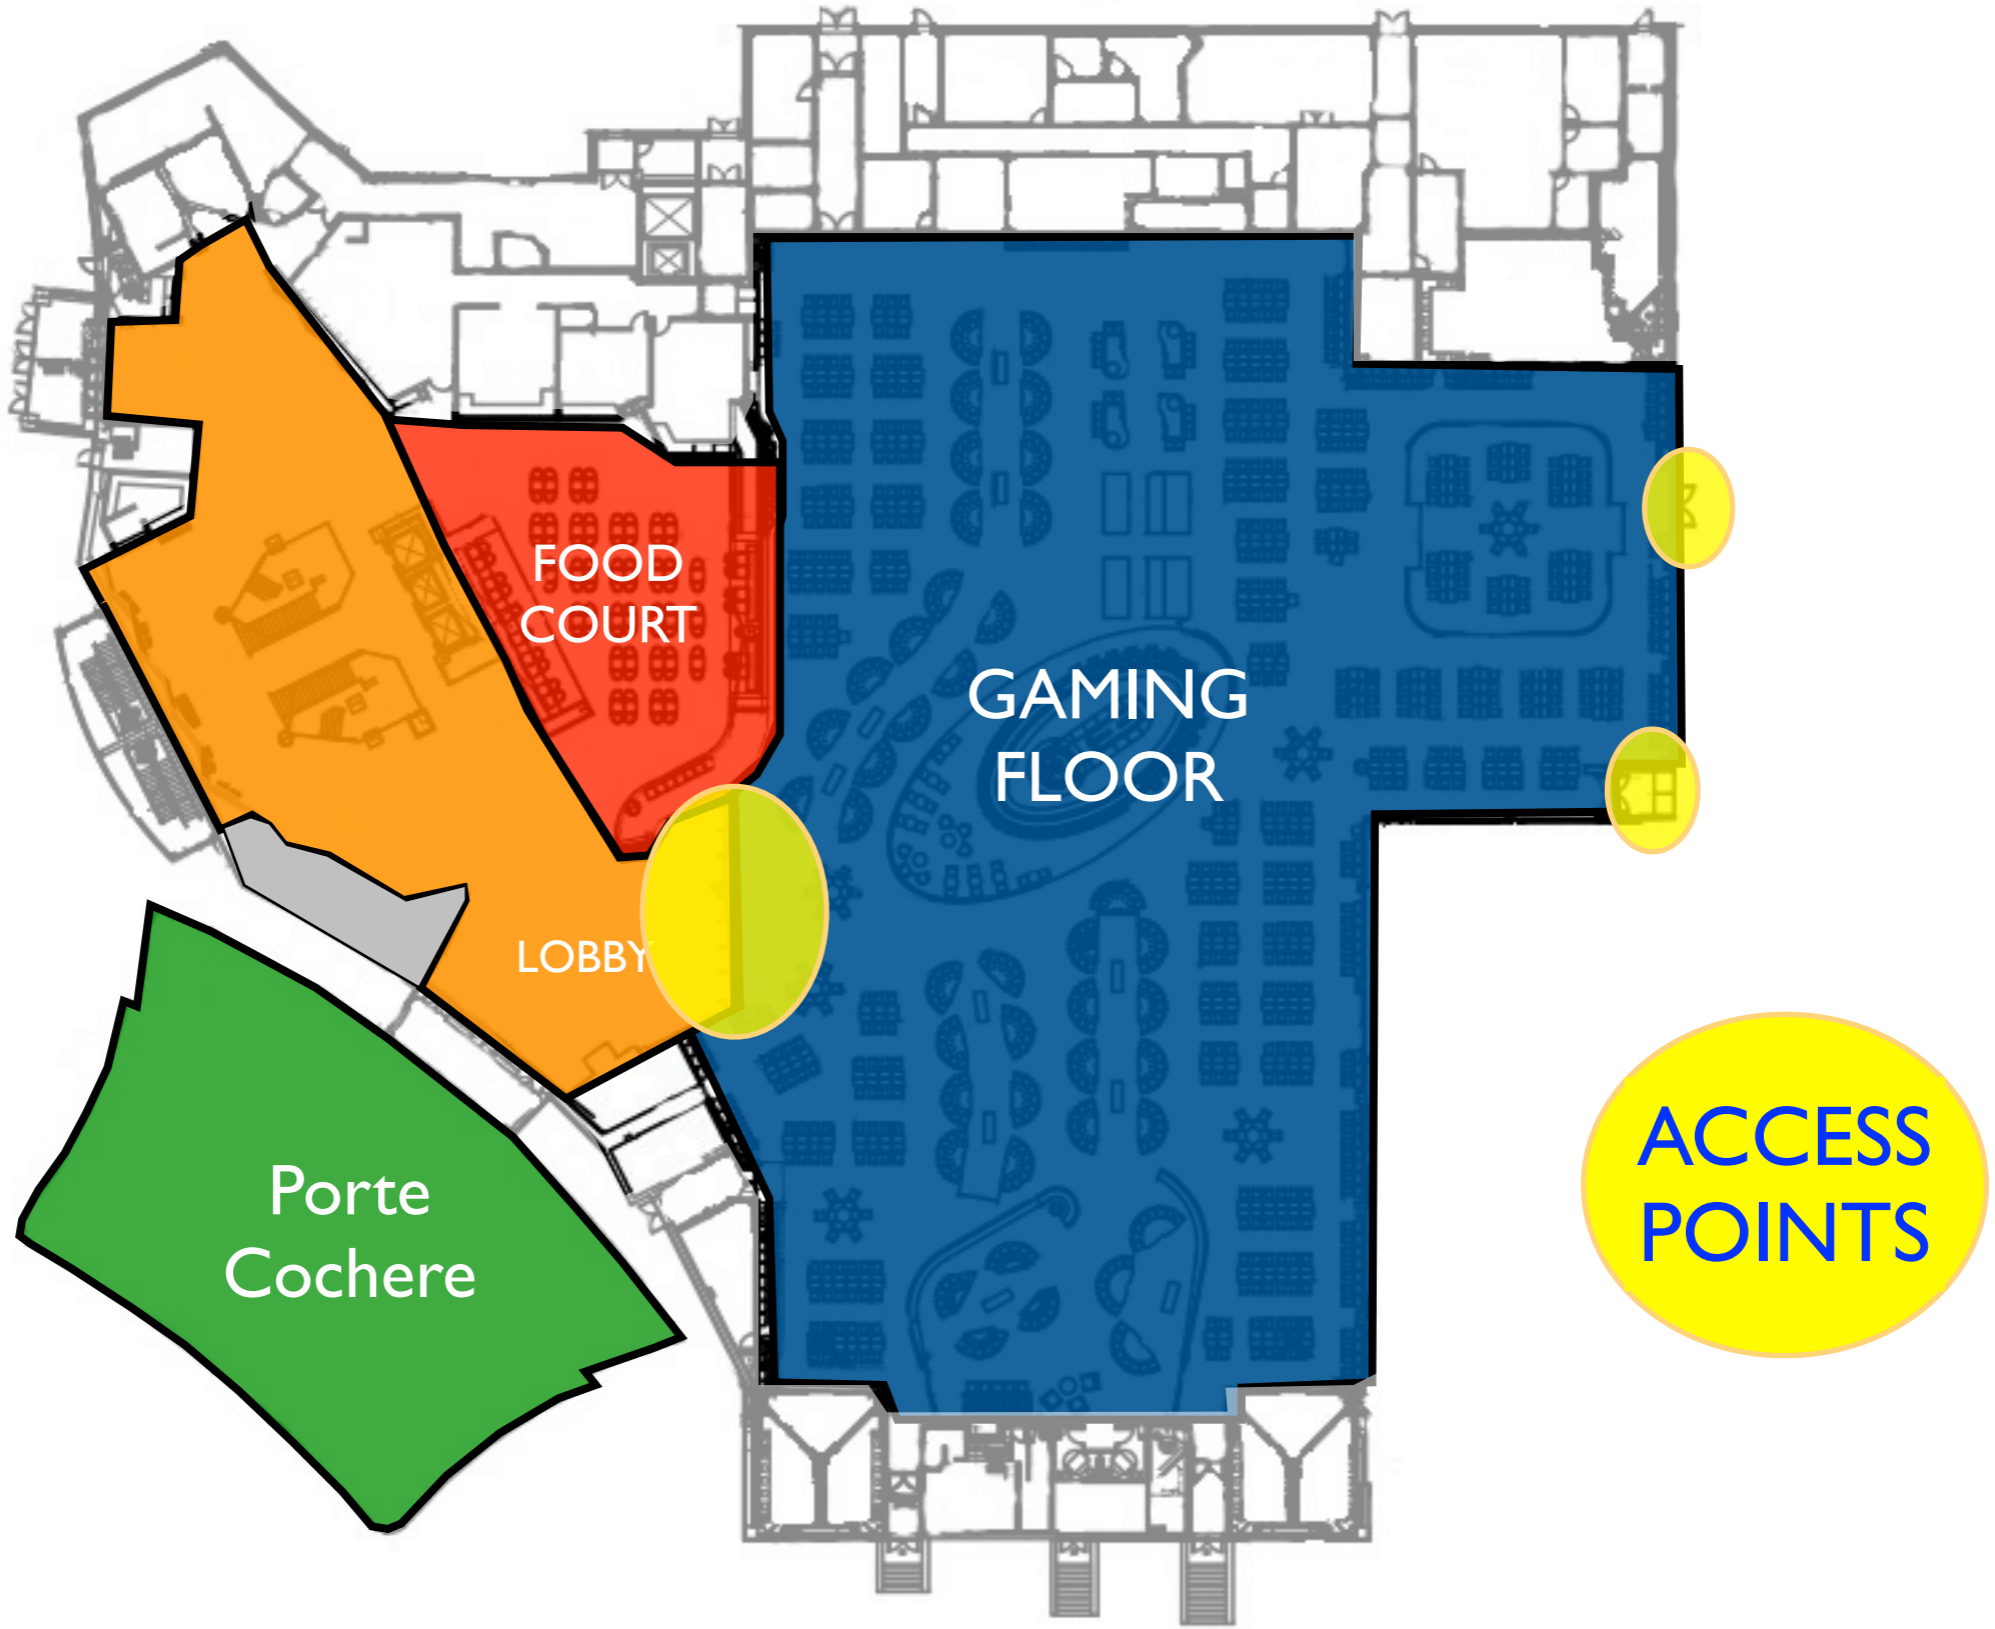 FOOD
COURT
GAMING
FLOOR
LOBBY
ACCESS
POINTS
Porte
Cochere